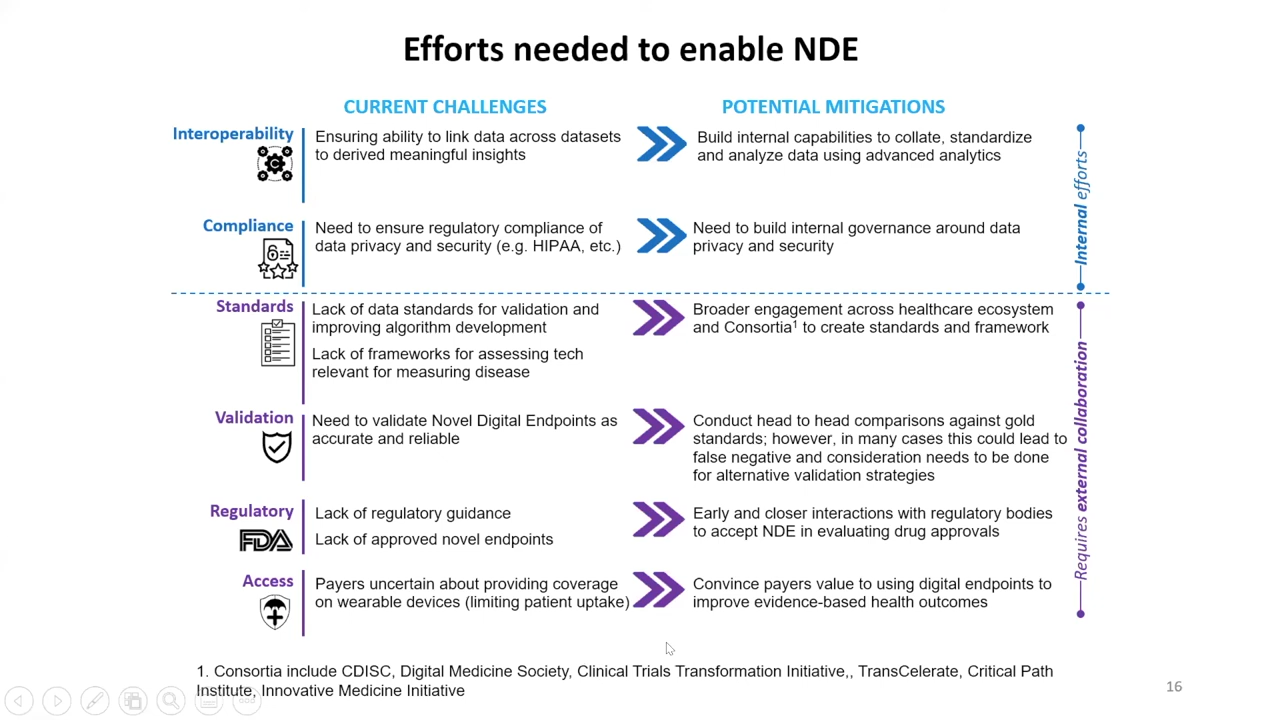 Efforts needed to enable NDE
CURRENT CHALLENGES
POTENTIAL MITIGATIONS
Interoperability
Ensuring ability to link data across datasets
to derived meaningful insights
Build internal capabilities to collate, standardize
and analyze data using advanced analytics
Compliance
Need to ensure regulatory compliance of
data privacy and security (e.g. HIPAA, etc.)
Need to build internal governance around data
privacy and security
Internal efforts
Standards
Lack of data standards for validation and
improving algorithm development
Lack of frameworks for assessing tech
relevant for measuring disease
Broader engagement across healthcare ecosystem
and Consortia¹ to create standards and framework
Validation
Need to validate Novel Digital Endpoints as
accurate and reliable
Conduct head to head comparisons against gold
standards; however, in many cases this could lead to
false negative and consideration needs to be done
for alternative validation strategies
Regulatory
FDA
Lack of regulatory guidance
Lack of approved novel endpoints
Early and closer interactions with regulatory bodies
to accept NDE in evaluating drug approvals
Access
Payers uncertain about providing coverage
on wearable devices (limiting patient uptake)
Convince payers value to using digital endpoints to
improve evidence-based health outcomes
Requires external collaboration
1. Consortia include CDISC, Digital Medicine Society, Clinical Trials Transformation Initiative,, TransCelerate, Critical Path
Institute, Innovative Medicine Initiative
16